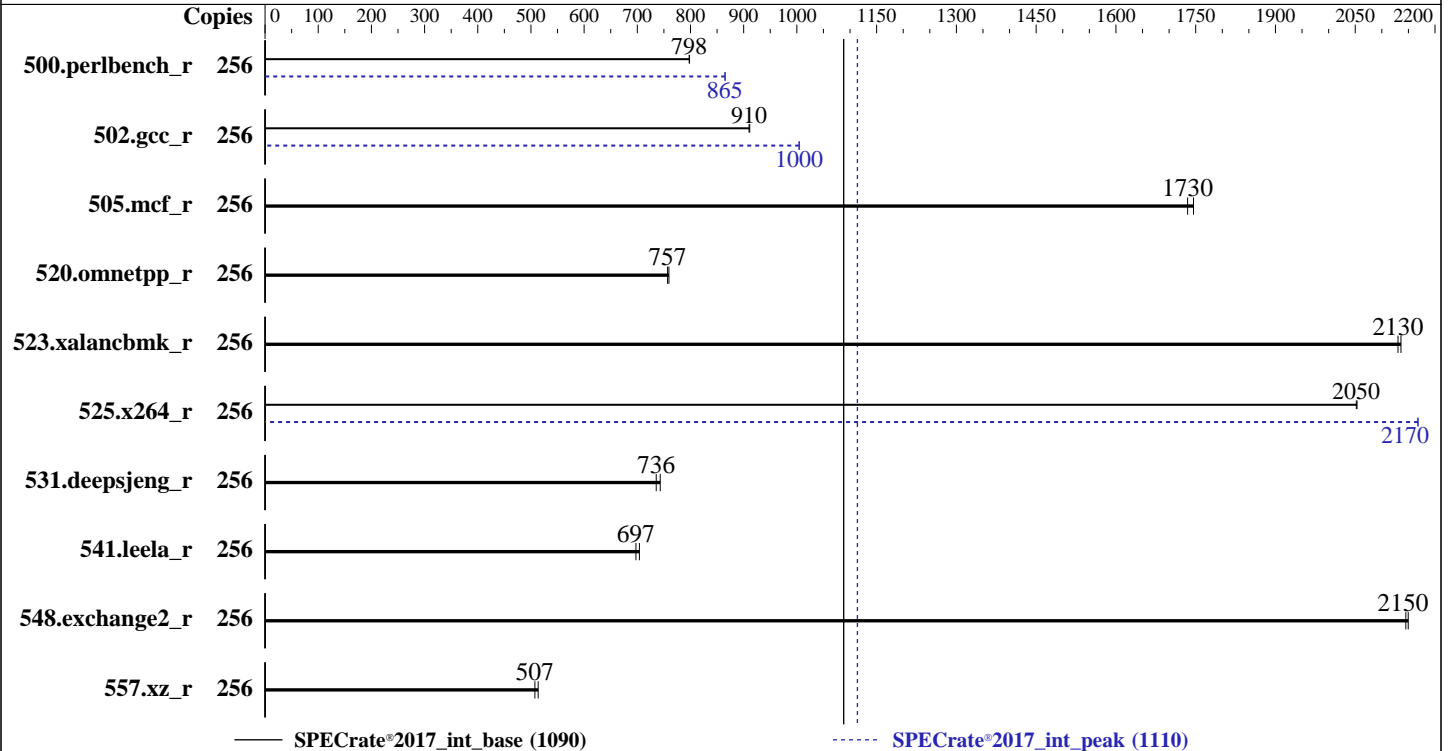 Copies 0 100 200 300 400 500 600 700 800 900 1000 1150 1300 1450 1600 1750 1900 2050 2200
798
500.perlbench_r 256
865
910
502.gcc_r 256
1000
1730
505.mcf_r 256
757
520.omnetpp_r 256
2130
523.xalancbmk_r 256
2050
525.x264_r 256
2170
736
531.deepsjeng_r 256
697
541.leela_r 256
2150
548.exchange2_r 256
507
557.xz_r 256
SPECrate®2017_int_base (1090) SPECrate®2017_int_peak (1110)